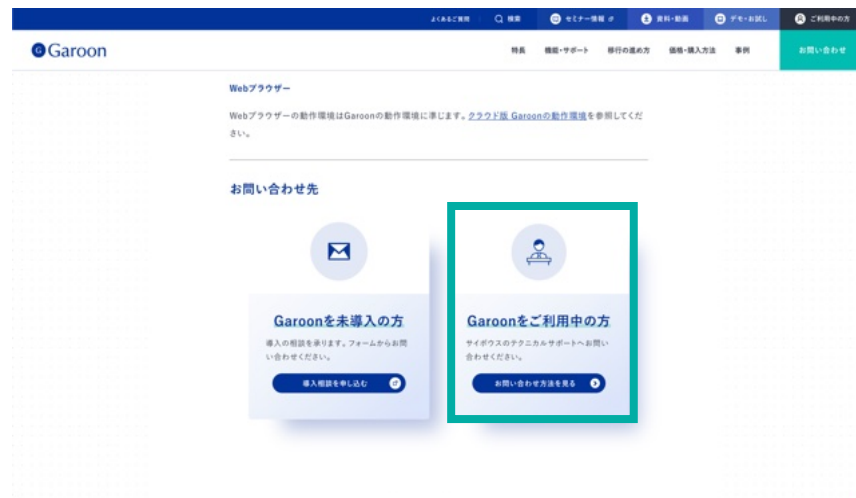 よくあるご質問 検索 セミナー情報 資料・動画 デモ・お試し ご利用中の方
G Garoon 特長 機能・サポート 移行の進め方 価格・購入方法 事例 お問い合わせ
Webブラウザー
Webブラウザーの動作環境はGaroonの動作環境に準じます。クラウド版 Garoonの動作環境を参照してくだ
さい。
お問い合わせ先
Garoonを未導入の方
導入の相談を承ります。フォームからお問
い合わせください。
導入相談を申し込む
Garoonをご利用中の方
サイボウズのテクニカルサポートへお問い
合わせください。
お問い合わせ方法を見る